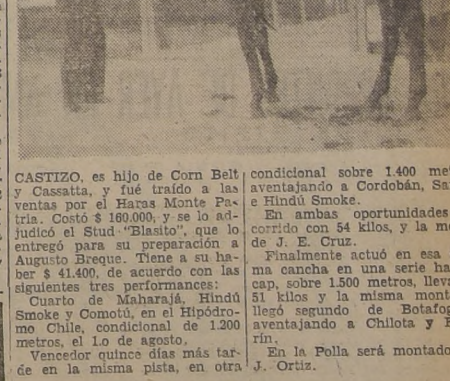 CASTIZO, es hijo de Corn Belt
y Cassatta, y fué traído a las
ventas por el Haras Monte Pa-
tria. Costó $ 160.000, y se lo ad-
judicó el Stud "Blasito", que lo
entregó para su preparación a
Augusto Breque. Tiene a su ha-
ber $ 41.400, de acuerdo con las
siguientes tres performances:
Cuarto de Maharajá, Hindú
Smoke y Comotú, en el Hipódro-
mo Chile, condicional de 1.200
metros, el 1.o de agosto,
Vencedor quince días más tar-
de en la misma pista, en otra
condicional sobre 1.400 me
aventajando a Cordobán, Sa
e Hindú Smoke.
En ambas oportunidades
corrido con 54 kilos, y la m
de J. E. Cruz.
Finalmente actuó en esa
ma cancha en una serie ha
cap, sobre 1.500 metros, lleva
51 kilos y la misma mont
llegó segundo de Botafog
aventajando a Chilota y
rín.
En la Polla será montado
J. Ortiz.